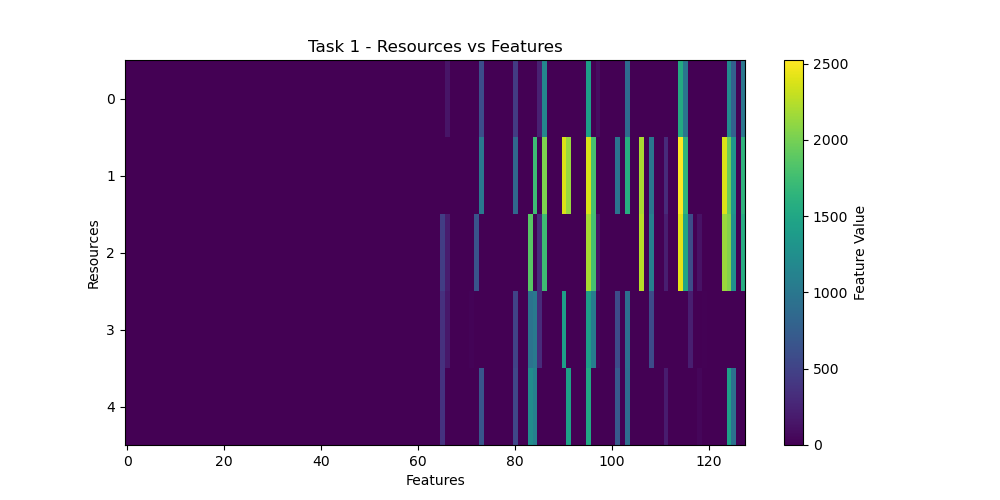 Task 1 - Resources vs Features
Resources
0
1
2
3
4
0 20 40 60 80 100 120
Features
2500
2000
1500
1000
500
0
Feature Value